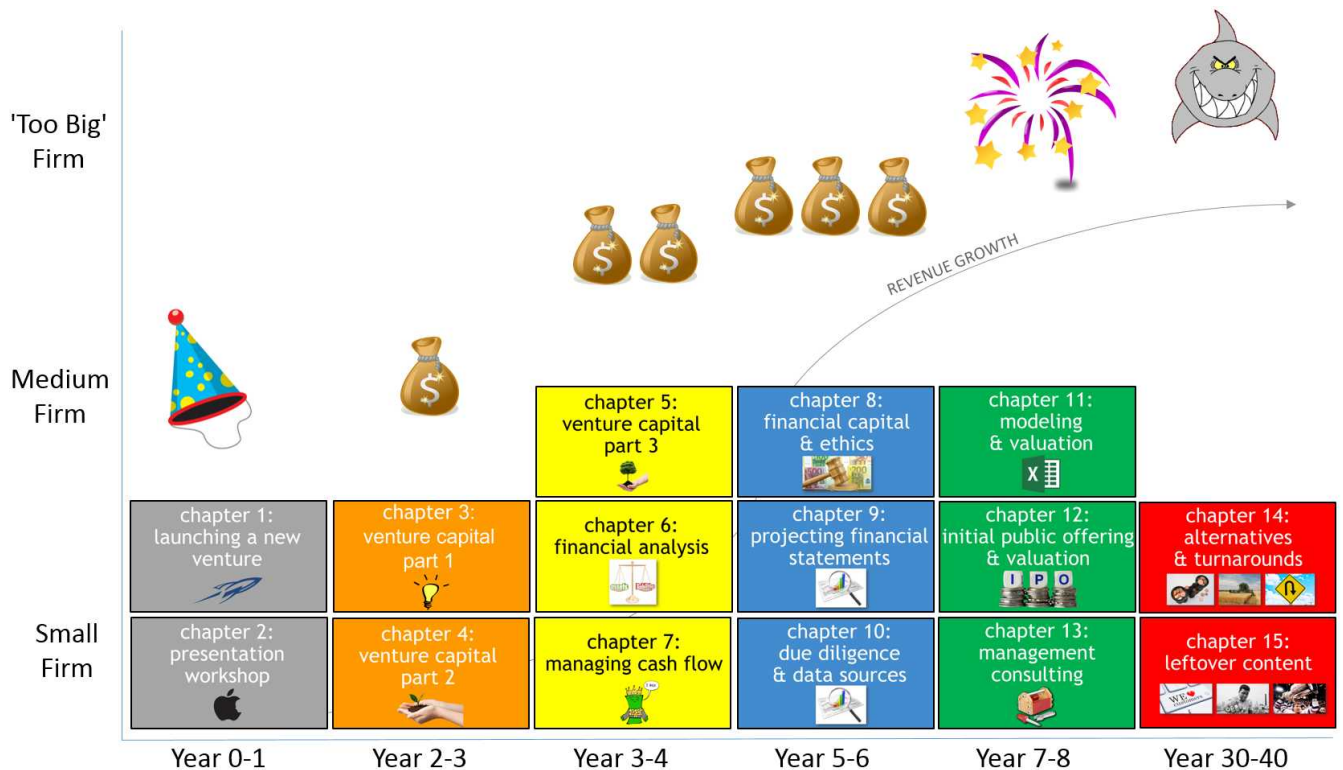 'Too Big'
Firm
REVENUE GROWTH
Medium
Firm
chapter 5:
venture capital
part 3
chapter 8:
financial capital
& ethics
chapter 11:
modeling
& valuation
chapter 1:
launching a new
venture
chapter 3:
venture capital
part 1
chapter 6:
financial analysis
chapter 9:
projecting financial
statements
chapter 12:
initial public offering
& valuation
I P O
chapter 14:
alternatives
& turnarounds
Small
Firm
chapter 2:
presentation
workshop
chapter 4:
venture capital
part 2
chapter 7:
managing cash flow
chapter 10:
due diligence
& data sources
chapter 13:
management
consulting
chapter 15:
leftover content
WE
customers
Year 0-1
Year 2-3
Year 3-4
Year 5-6
Year 7-8
Year 30-40